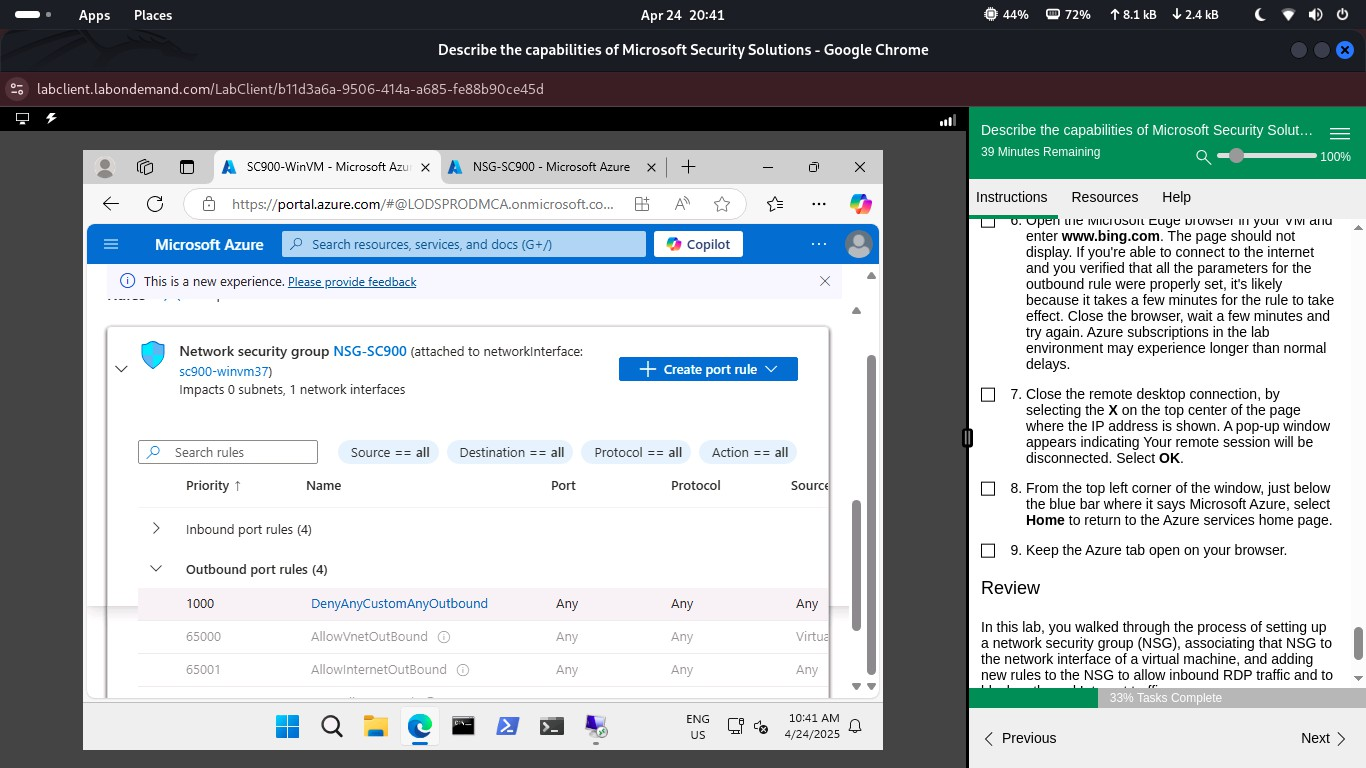 Apps Places Apr 24 20:41 44% 72% 8.1 kB 2.4 kB
Describe the capabilities of Microsoft Security Solutions - Google Chrome
labclient.labondemand.com/LabClient/b11d3a6a-9506-414a-a685-fe88b90ce45d
SC900-WinVM - Microsoft Azu NSG-SC900 - Microsoft Azure
https://portal.azure.com/#@LODSPRODMCA.onmicrosoft.co...
Microsoft Azure Search resources, services, and docs (G+/) Copilot
This is a new experience. Please provide feedback
Network security group NSG-SC900 (attached to networkInterface:
sc900-winvm37)
Impacts 0 subnets, 1 network interfaces
Create port rule
Search rules Source == all Destination == all Protocol == all Action == all
Priority ↑ Name Port Protocol Source
Inbound port rules (4)
Outbound port rules (4)
1000 DenyAnyCustomAnyOutbound Any Any Any
65000 AllowVnetOutBound Any Any Virtua
65001 AllowInternetOutBound Any Any Any
ENG
US
10:41 AM
4/24/2025
Describe the capabilities of Microsoft Security Solut...
39 Minutes Remaining
100%
Instructions Resources Help
6. Open the Microsoft Edge browser in your VM and
enter www.bing.com. The page should not
display. If you're able to connect to the internet
and you verified that all the parameters for the
outbound rule were properly set, it's likely
because it takes a few minutes for the rule to take
effect. Close the browser, wait a few minutes and
try again. Azure subscriptions in the lab
environment may experience longer than normal
delays.
7. Close the remote desktop connection, by
selecting the X on the top center of the page
where the IP address is shown. A pop-up window
appears indicating Your remote session will be
disconnected. Select OK.
8. From the top left corner of the window, just below
the blue bar where it says Microsoft Azure, select
Home to return to the Azure services home page.
9. Keep the Azure tab open on your browser.
Review
In this lab, you walked through the process of setting up
a network security group (NSG), associating that NSG to
the network interface of a virtual machine, and adding
new rules to the NSG to allow inbound RDP traffic and to
33% Tasks Complete
Previous Next